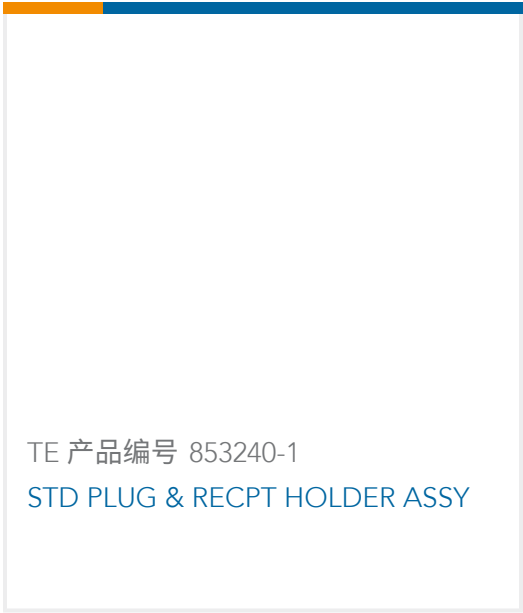 TE 产品编号 853240-1
STD PLUG & RECPT HOLDER ASSY